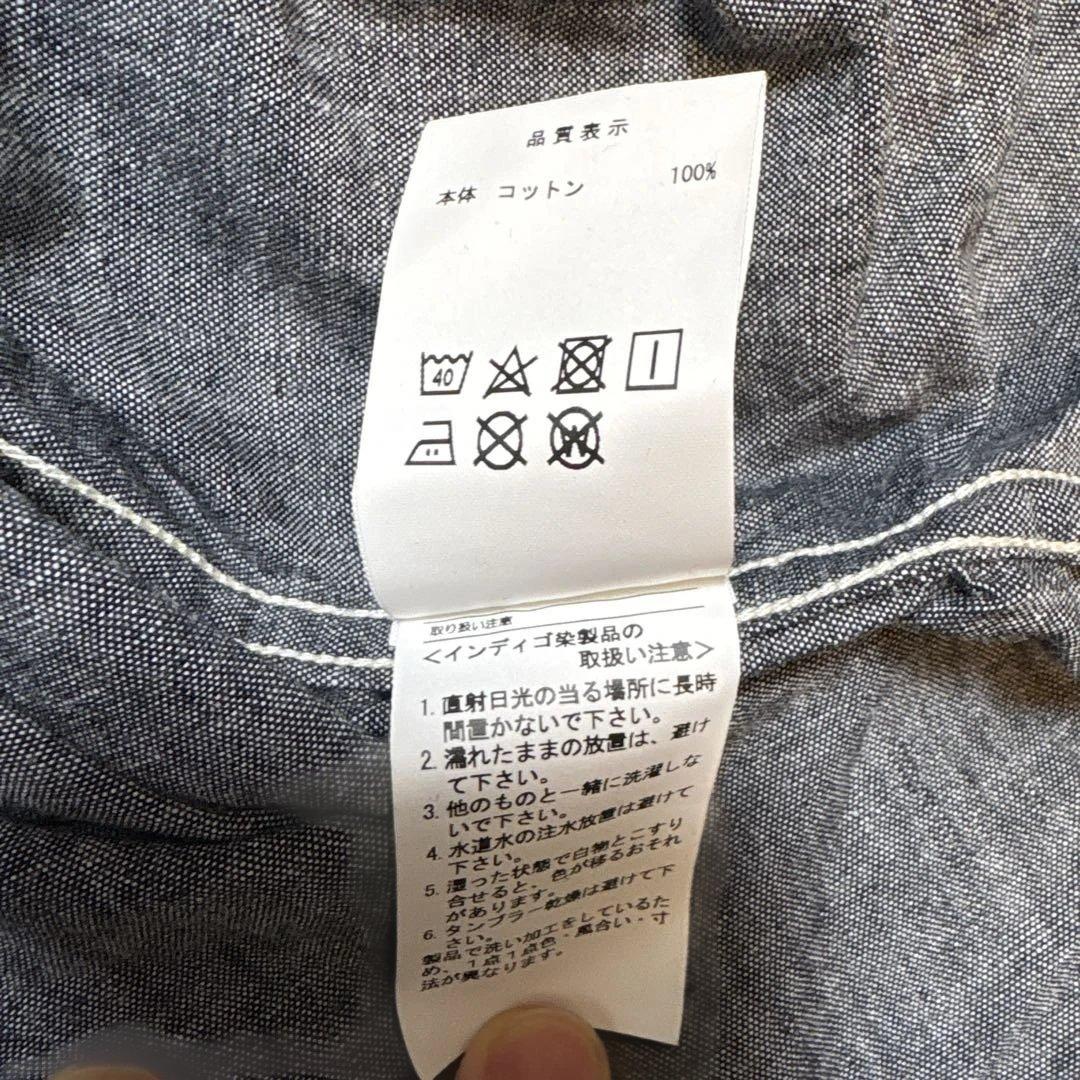 品質表示
本体 コットン 100%
40
W
取り扱い注意
<インディゴ染製品の
取扱い注意>
1. 直射日光の当る場所に長時
間置かないで下さい。
2. 濡れたままの放置は、避け
て下さい。
3. 他のものと一緒に洗濯しな
いで下さい。
4. 水道水の注水放置は避けて
下さい。
5. 湿った状態で白物とこすり
合せると、色が移るおそれ
があります。
6. タンブラー乾燥は避けて下
さい。
製品で洗い加工をしているた
め、1点1点色・風合い・寸
法が異なります。